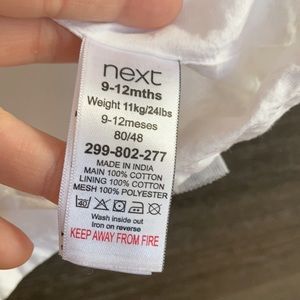 next
9-12mths
Weight 11kg/24lbs
9-12meses
80/48
299-802-277
MADE IN INDIA
MAIN 100% COTTON
LINING 100% COTTON
MESH 100% POLYESTER
40
Wash inside out
Iron on reverse
KEEP AWAY FROM FIRE